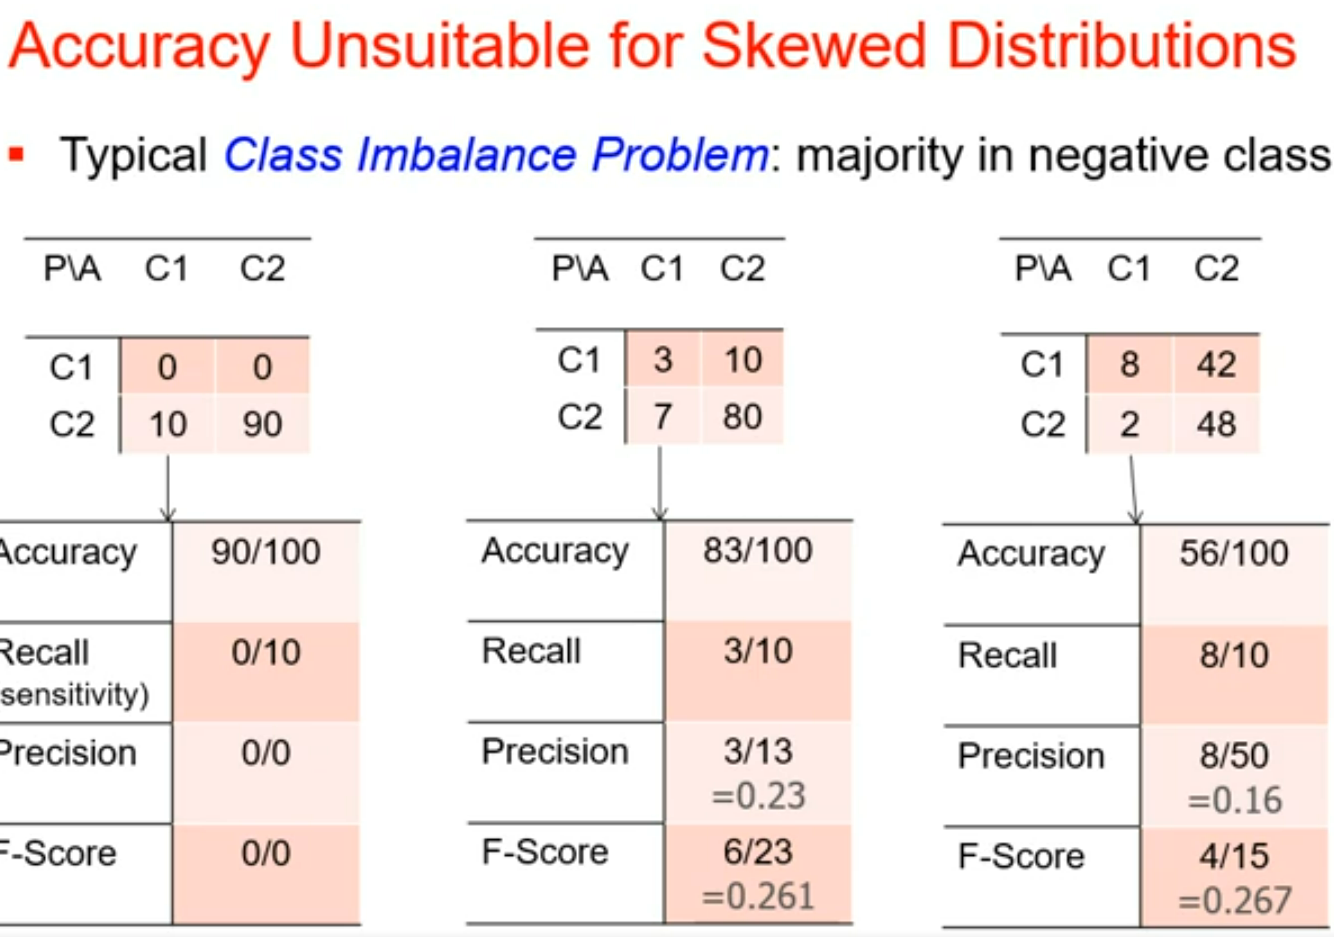 Accuracy Unsuitable for Skewed Distributions
▪ Typical Class Imbalance Problem: majority in negative class
P\A C1 C2
C1 0 0
C2 10 90
Accuracy 90/100
Recall 0/10
sensitivity)
Precision 0/0
F-Score 0/0
P\A C1 C2
C1 3 10
C2 7 80
Accuracy 83/100
Recall 3/10
Precision 3/13
=0.23
F-Score 6/23
=0.261
P\A C1 C2
C1 8 42
C2 2 48
Accuracy 56/100
Recall 8/10
Precision 8/50
=0.16
F-Score 4/15
=0.267